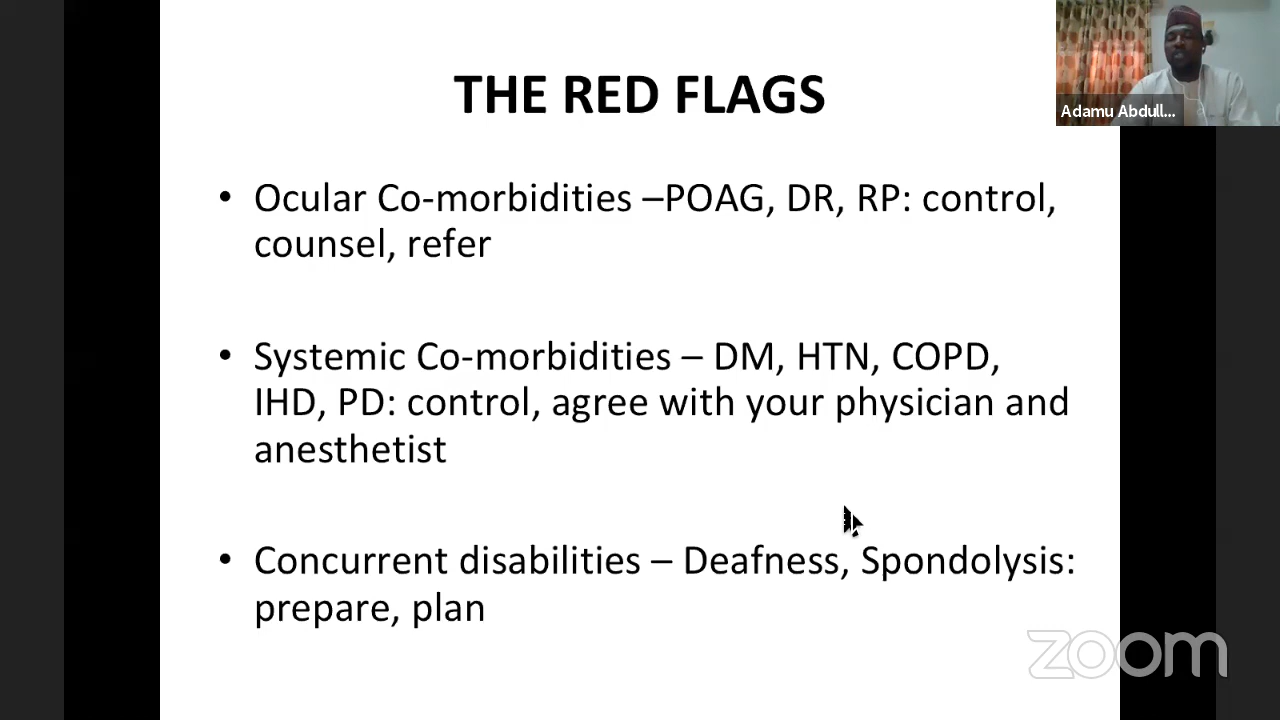 THE RED FLAGS
Adamu Abdull...
• Ocular Co-morbidities –POAG, DR, RP: control,
counsel, refer
• Systemic Co-morbidities – DM, HTN, COPD,
IHD, PD: control, agree with your physician and
anesthetist
• Concurrent disabilities – Deafness, Spondolysis:
prepare, plan
zoom